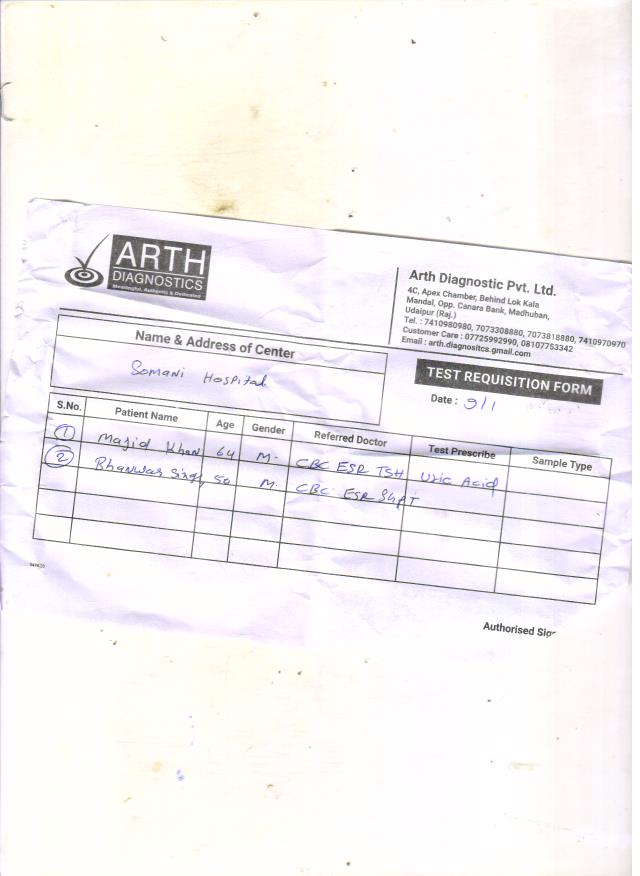 ARTH
DIAGNOSTICS
Meaningful, Authentic & Dedicated
Arth Diagnostic Pvt. Ltd.
4C, Apex Chamber, Behind Lok Kala
Mandal, Opp. Canara Bank, Madhuban,
Udaipur (Raj.)
Tel. : 7410980980, 7073308880, 7073818880, 7410970970
Customer Care : 07725992990, 08107753342
Email : arth.diagnositcs.gmail.com
Name & Address of Center
Somani Hospital
TEST REQUISITION FORM
Date : 9/1
S.No. Patient Name Age Gender Referred Doctor Test Prescribe Sample Type
1 Majid Khan 64 M. CBC ESR TSH Uric Acid
2 Bhanwar Singh 50 M. CBC ESR SGPT
Authorised Sig